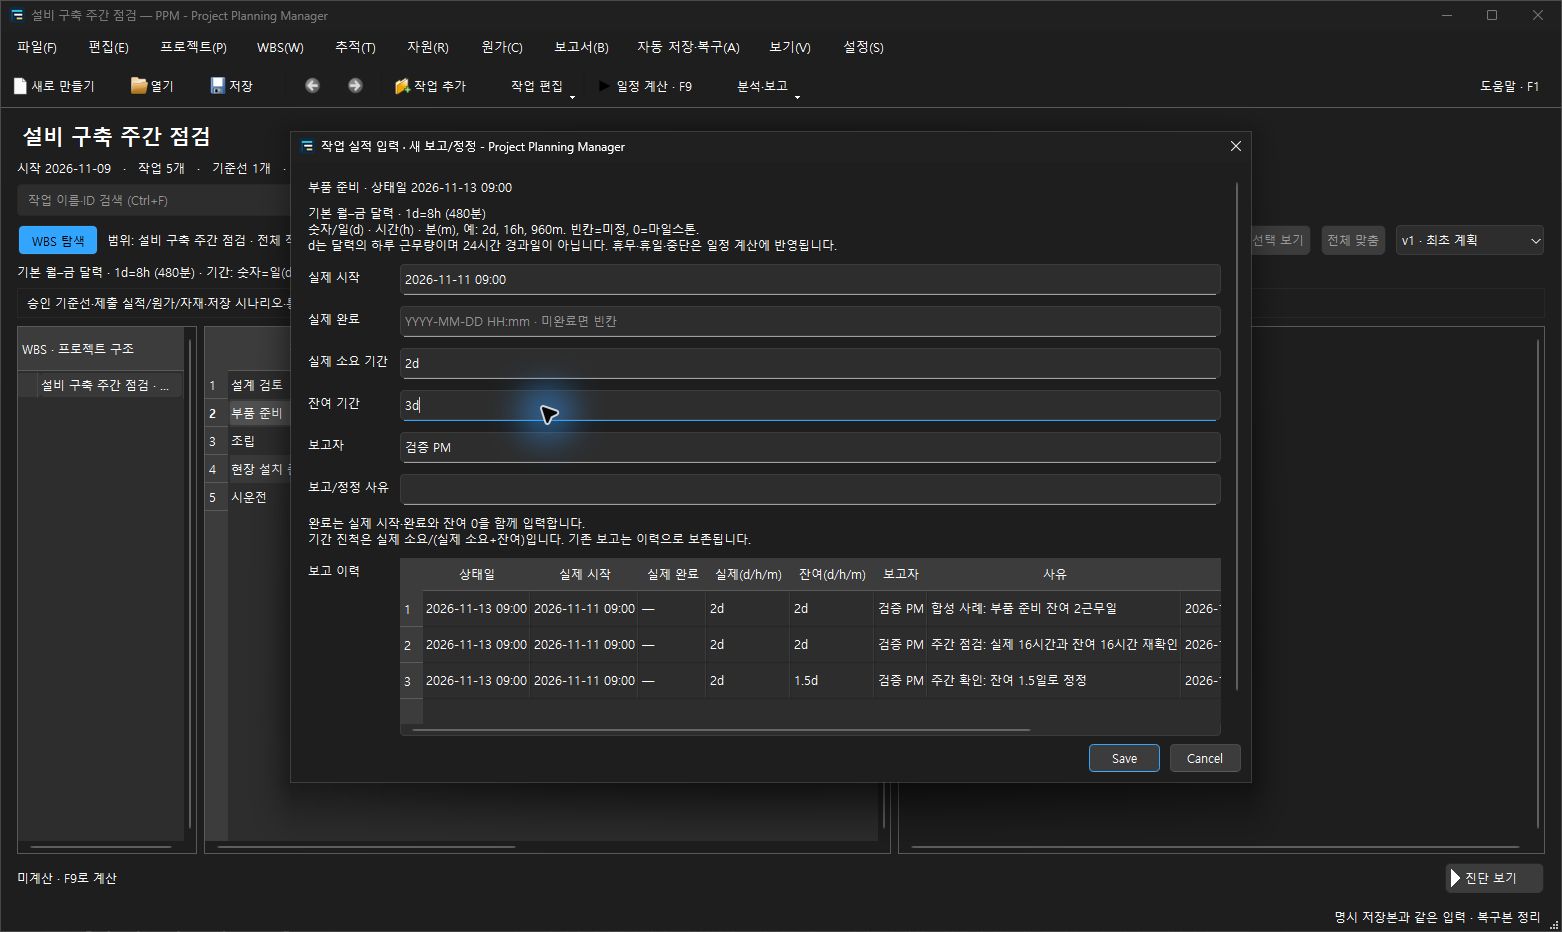 설비 구축 주간 점검 — PPM - Project Planning Manager
파일(F) 편집(E) 프로젝트(P) WBS(W) 추적(T) 자원(R) 원가(C) 보고서(B) 자동 저장·복구(A) 보기(V) 설정(S)
새로 만들기 열기 저장 작업 추가 작업 편집 일정 계산 · F9 분석·보고 도움말 · F1
설비 구축 주간 점검
시작 2026-11-09 · 작업 5개 · 기준선 1개 ·
작업 이름·ID 검색 (Ctrl+F)
WBS 탐색 범위: 설비 구축 주간 점검 · 전체
선택 보기 전체 맞춤 v1 · 최초 계획
기본 월–금 달력 · 1d=8h (480분) · 기간: 숫자=일(d
승인 기준선·제출 실적/원가/자재·저장 시나리오·
WBS · 프로젝트 구조
설비 구축 주간 점검 · ...
1 설계 검토
2 부품 준비
3 조립
4 현장 설치
5 시운전
작업 실적 입력 · 새 보고/정정 - Project Planning Manager
부품 준비 · 상태일 2026-11-13 09:00
기본 월–금 달력 · 1d=8h (480분)
숫자/일(d) · 시간(h) · 분(m), 예: 2d, 16h, 960m. 빈칸=미정, 0=마일스톤.
d는 달력의 하루 근무량이며 24시간 경과일이 아닙니다. 휴무·휴일·중단은 일정 계산에 반영됩니다.
실제 시작 2026-11-11 09:00
실제 완료 YYYY-MM-DD HH:mm · 미완료면 빈칸
실제 소요 기간 2d
잔여 기간 3d
보고자 검증 PM
보고/정정 사유
완료는 실제 시작·완료와 잔여 0을 함께 입력합니다.
기간 진척은 실제 소요/(실제 소요+잔여)입니다. 기존 보고는 이력으로 보존됩니다.
보고 이력
상태일 실제 시작 실제 완료 실제(d/h/m) 잔여(d/h/m) 보고자 사유
1 2026-11-13 09:00 2026-11-11 09:00 — 2d 2d 검증 PM 합성 사례: 부품 준비 잔여 2근무일 2026-
2 2026-11-13 09:00 2026-11-11 09:00 — 2d 2d 검증 PM 주간 점검: 실제 16시간과 잔여 16시간 재확인 2026-
3 2026-11-13 09:00 2026-11-11 09:00 — 2d 1.5d 검증 PM 주간 확인: 잔여 1.5일로 정정 2026-
Save Cancel
미계산 · F9로 계산
진단 보기
명시 저장본과 같은 입력 · 복구본 정리